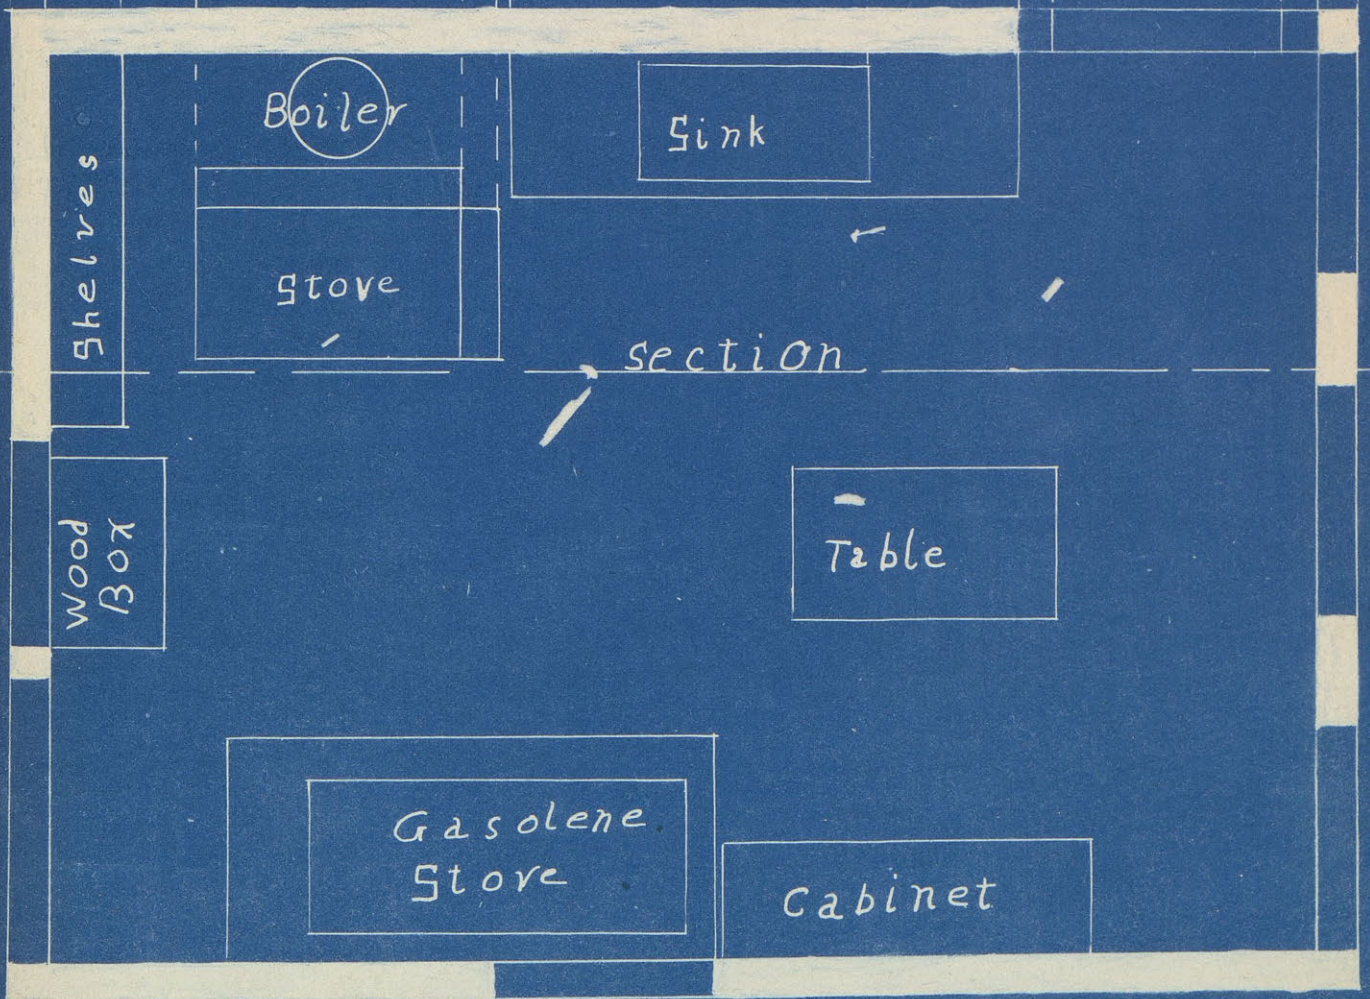 Boiler
Sink
Shelves
Stove
section
Wood
Box
Table
Gasolene
Stove
Cabinet